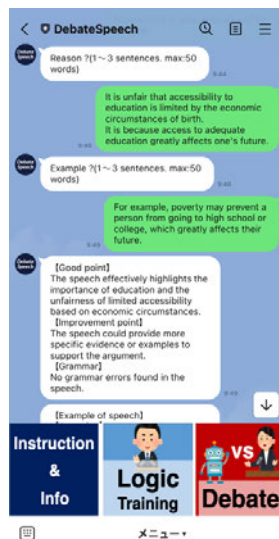 DebateSpeech
Reason ?(1～3 sentences. max:50
words)
It is unfair that accessibility to
education is limited by the economic
circumstances of birth.
It is because access to adequate
education greatly affects one's future.
Example ?(1～3 sentences. max:50
words)
For example, poverty may prevent a
person from going to high school or
college, which greatly affects their
future.
【Good point】
The speech effectively highlights the
importance of education and the
unfairness of limited accessibility
based on economic circumstances.
【Improvement point】
The speech could provide more
specific evidence or examples to
support the argument.
【Grammar】
No grammar errors found in the
speech.
【Example of speech】
Instruction
&
Info
Logic
Training
VS
Debate
メニュー▾